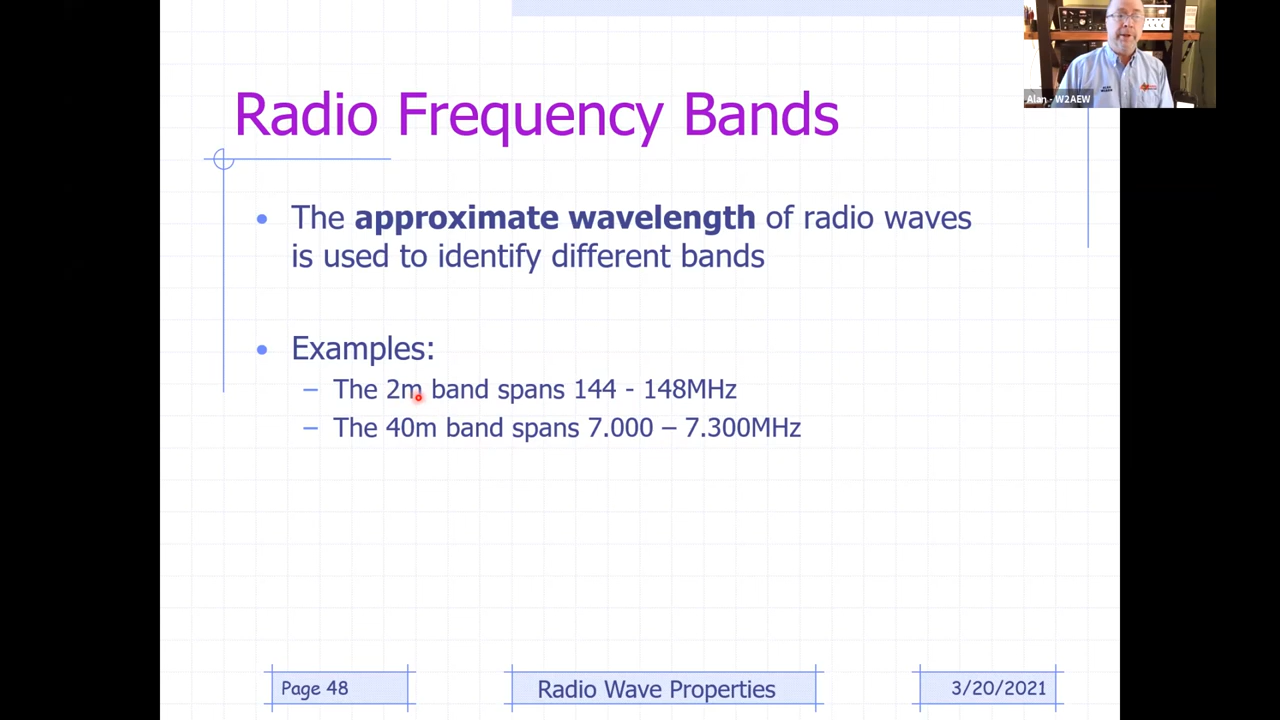 Alan - W2AEW
Radio Frequency Bands
The approximate wavelength of radio waves
is used to identify different bands
Examples:
– The 2m band spans 144 - 148MHz
– The 40m band spans 7.000 – 7.300MHz
Page 48
Radio Wave Properties
3/20/2021